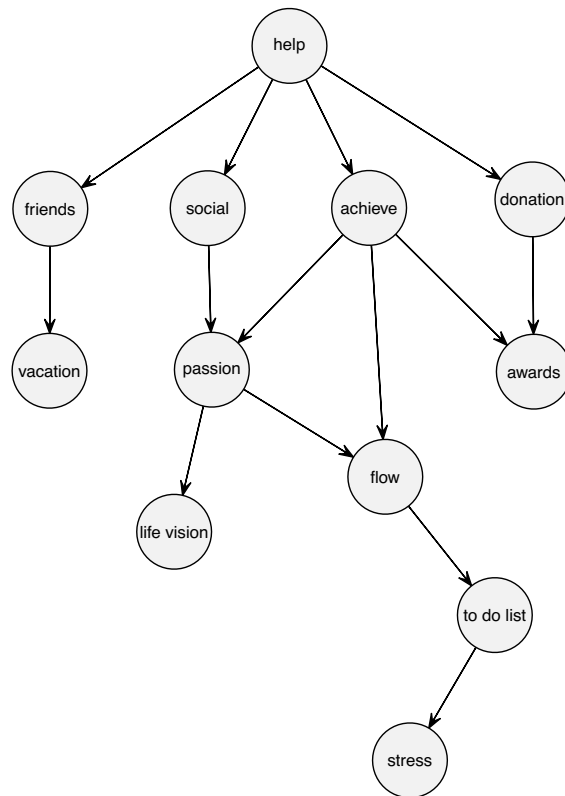 help
friends
social
achieve
donation
vacation
passion
awards
flow
life vision
to do list
stress